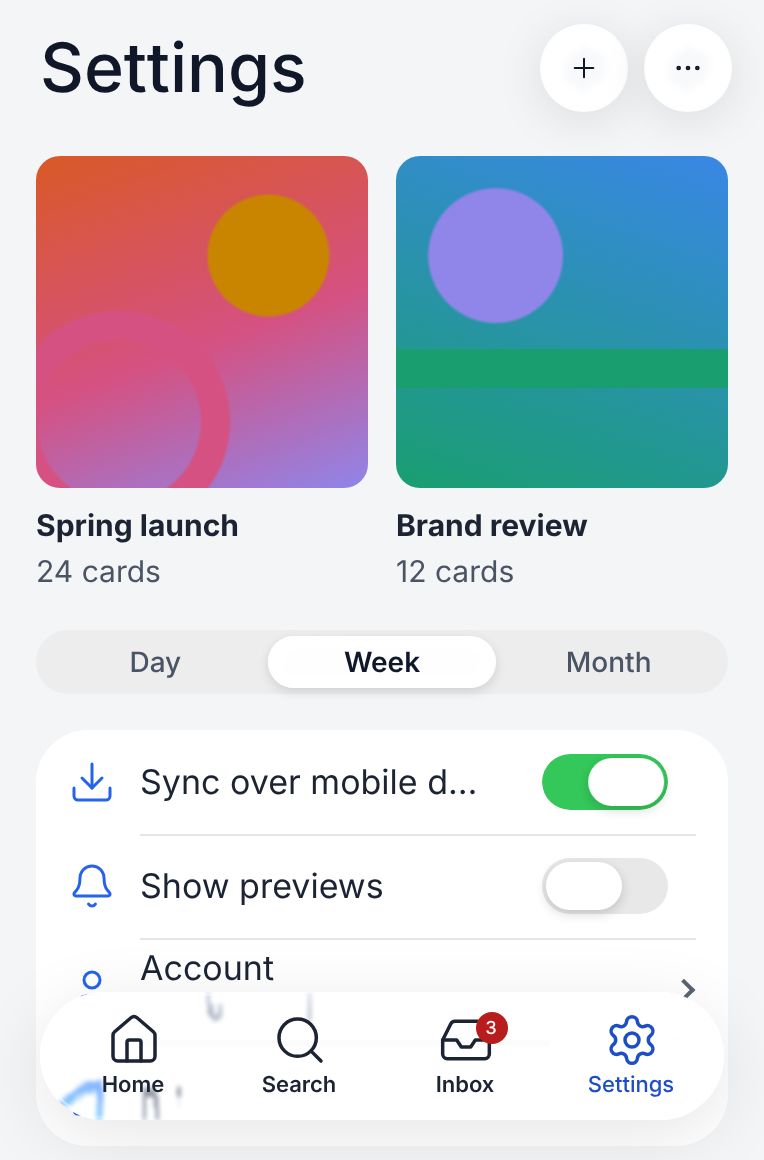 Settings
Spring launch
24 cards
Brand review
12 cards
Day
Week
Month
Sync over mobile d...
Show previews
Account
Home
Search
Inbox
3
Settings